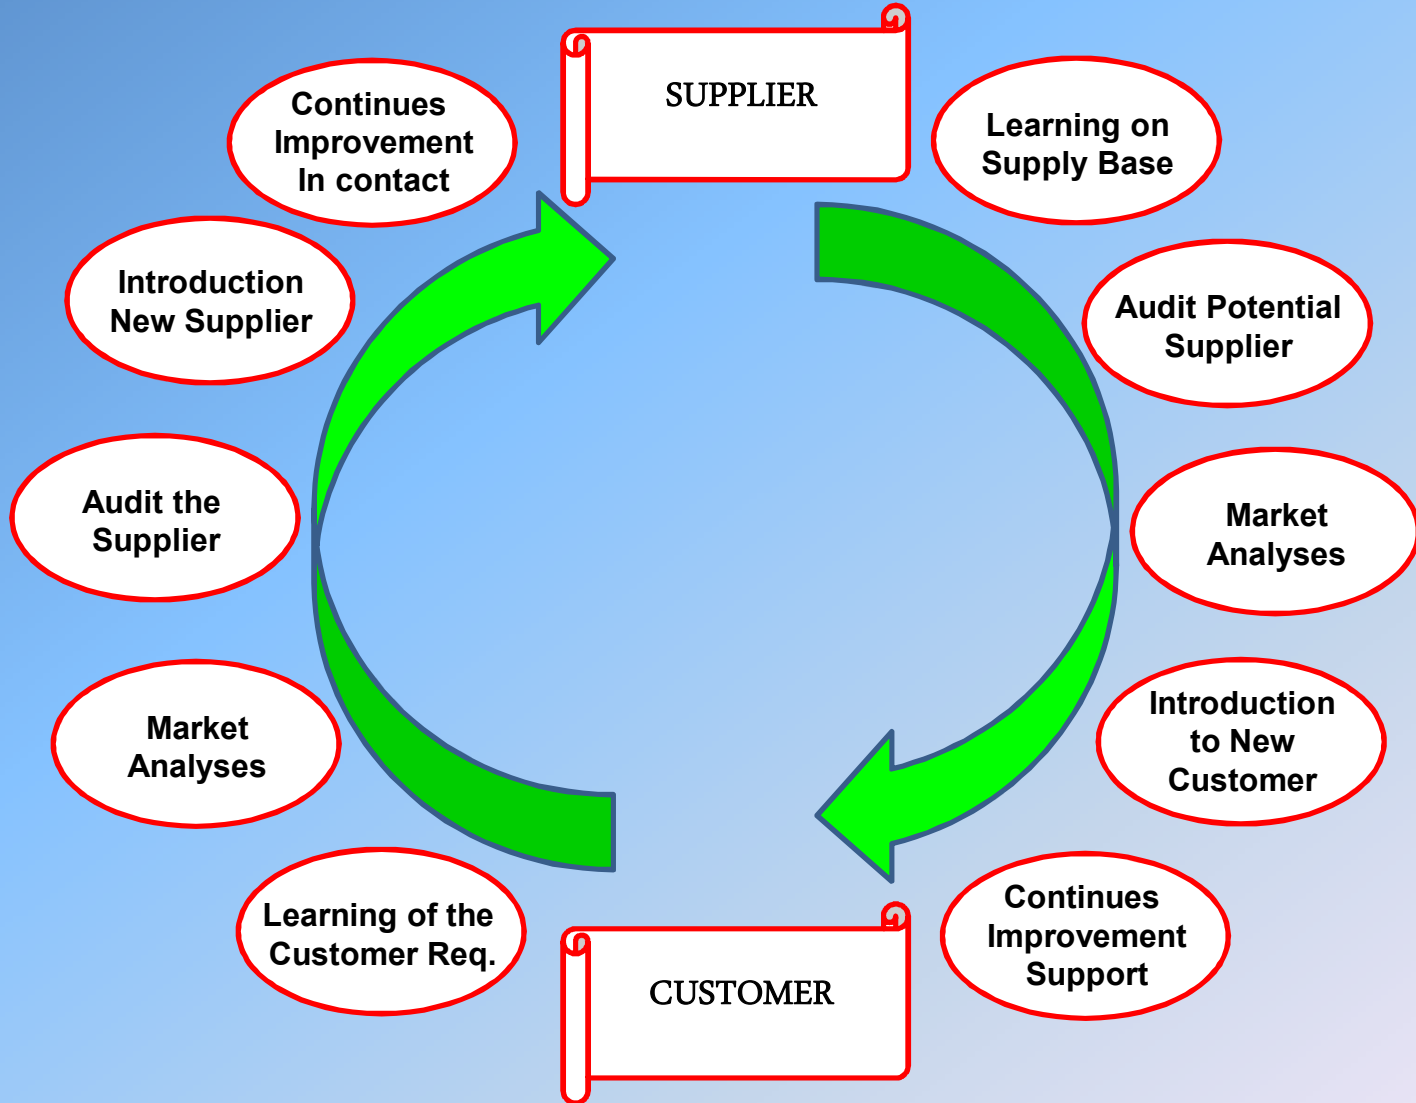 SUPPLIER
Learning on
Supply Base
Audit Potential
Supplier
Market
Analyses
Introduction
to New
Customer
Continues
Improvement
Support
CUSTOMER
Learning of the
Customer Req.
Market
Analyses
Audit the
Supplier
Introduction
New Supplier
Continues
Improvement
In contact